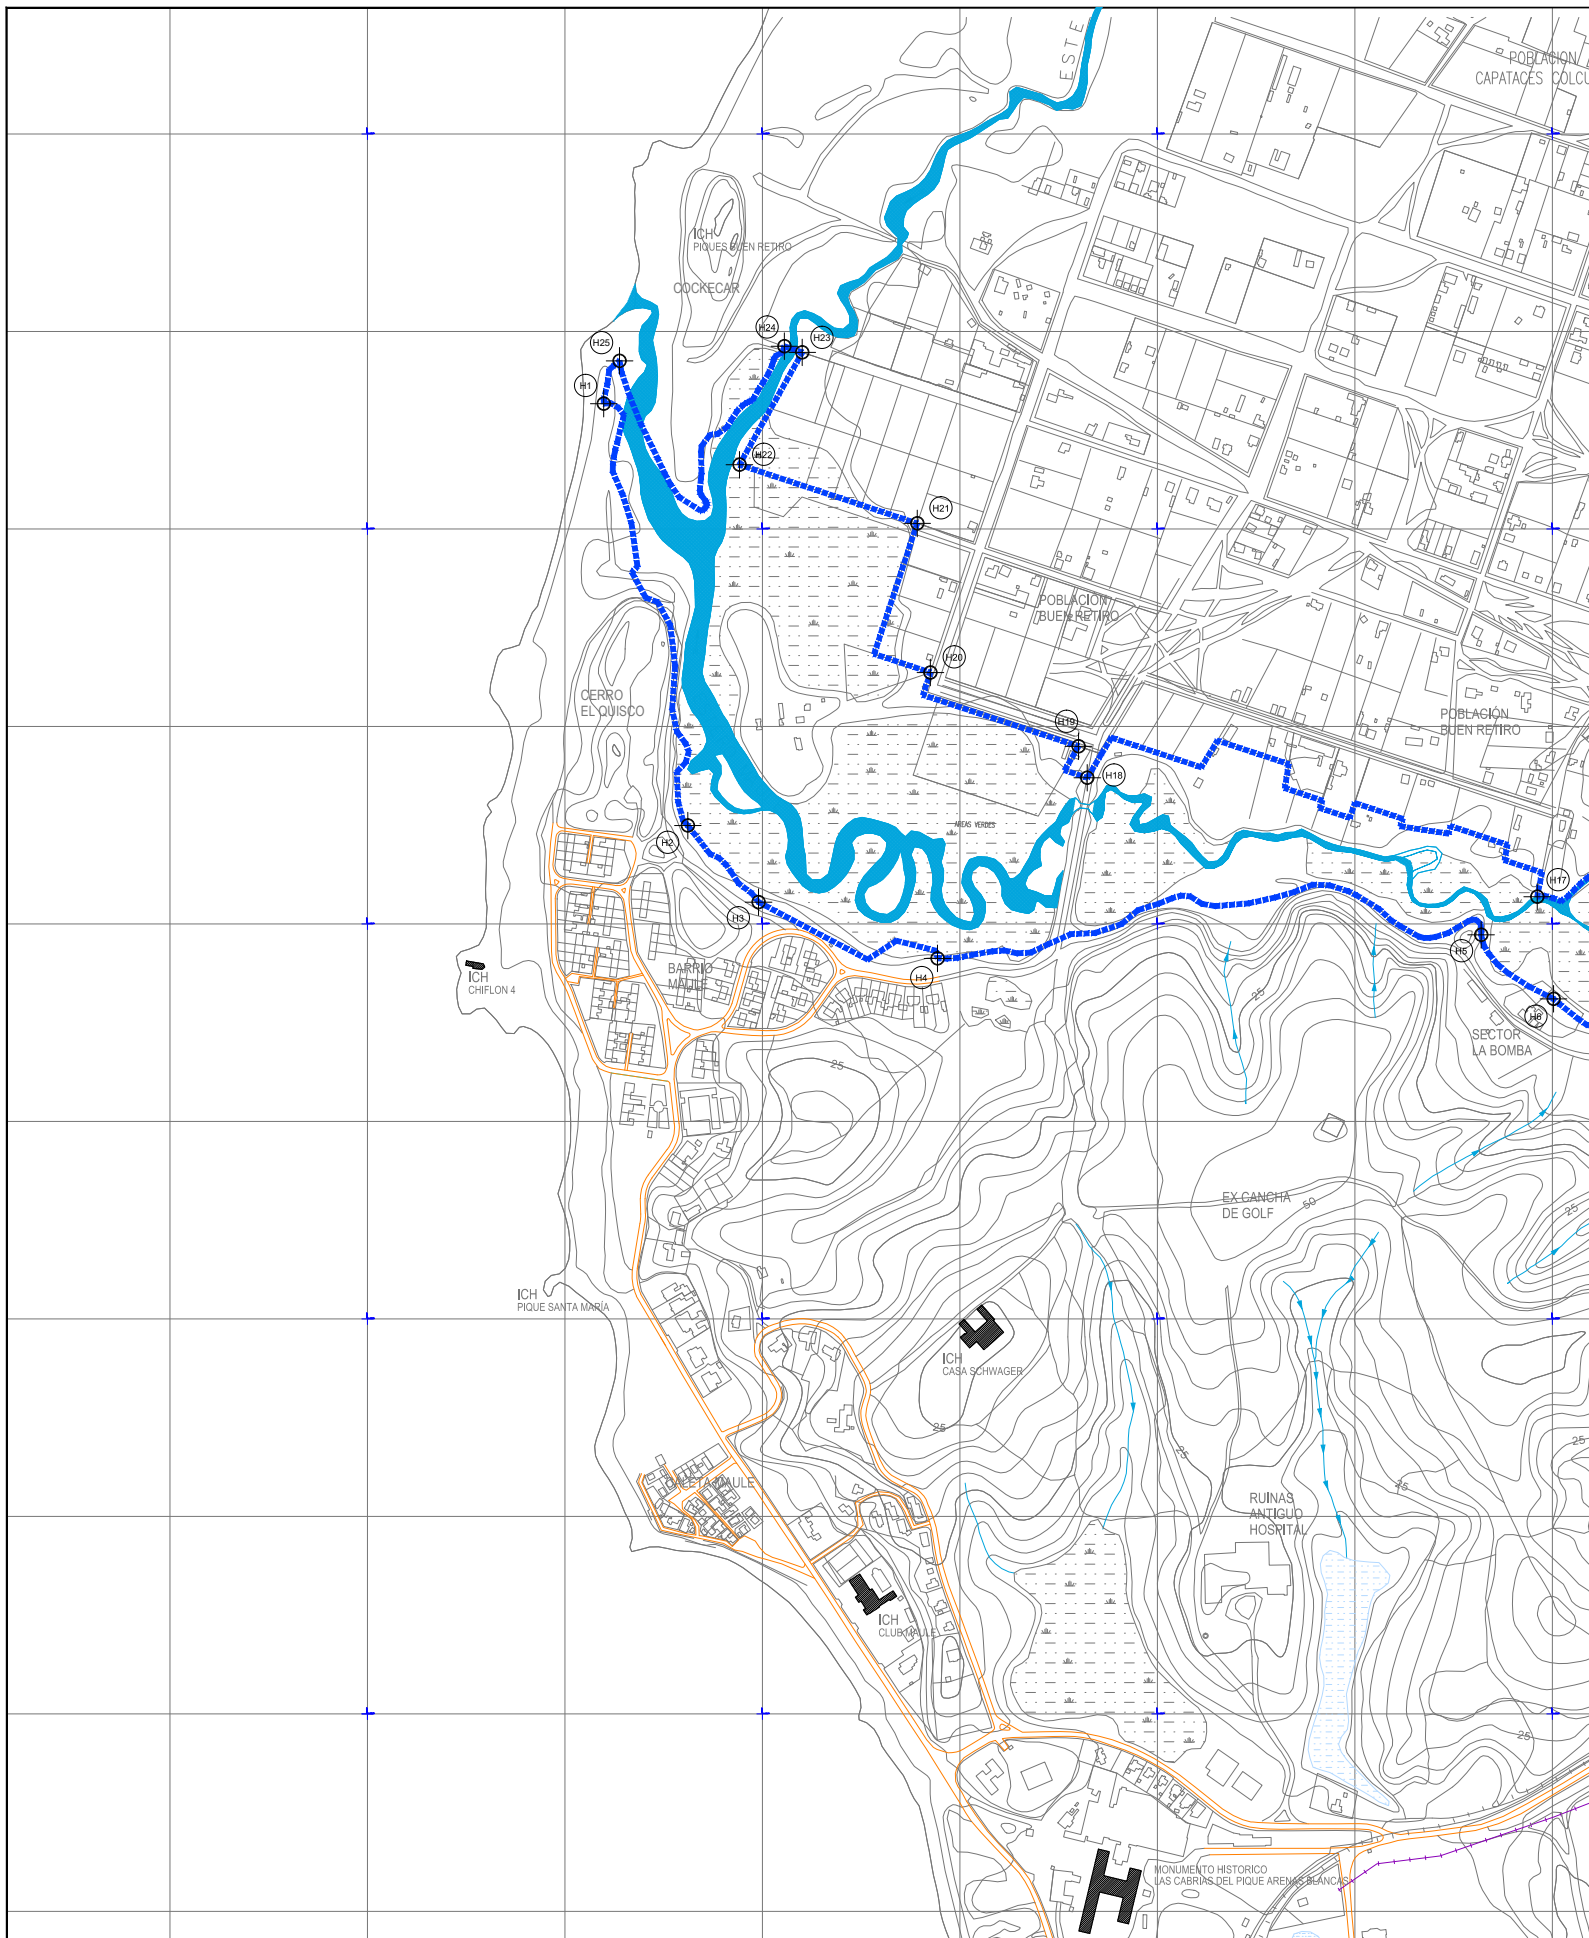 ESTE
POBLACION
CAPATACES COLCU
ICH
PIQUES BUEN RETIRO
COCKECAR
H24
H23
H25
H1
H22
H21
POBLACION
BUEN RETIRO
H20
CERRO
EL QUISCO
H19
POBLACIÓN
BUEN RETIRO
H18
AREAS VERDES
H2
H17
H3
H5
BARRIO
MAULE
H4
ICH
CHIFLON 4
25
H6
SECTOR
LA BOMBA
25
EX CANCHA
DE GOLF
50
25
ICH
PIQUE SANTA MARÍA
ICH
CASA SCHWAGER
25
25
25
CALETA MAULE
25
RUINAS
ANTIGUO
HOSPITAL
ICH
CLUB MAULE
25
MONUMENTO HISTORICO
LAS CABRIAS DEL PIQUE ARENAS BLANCAS